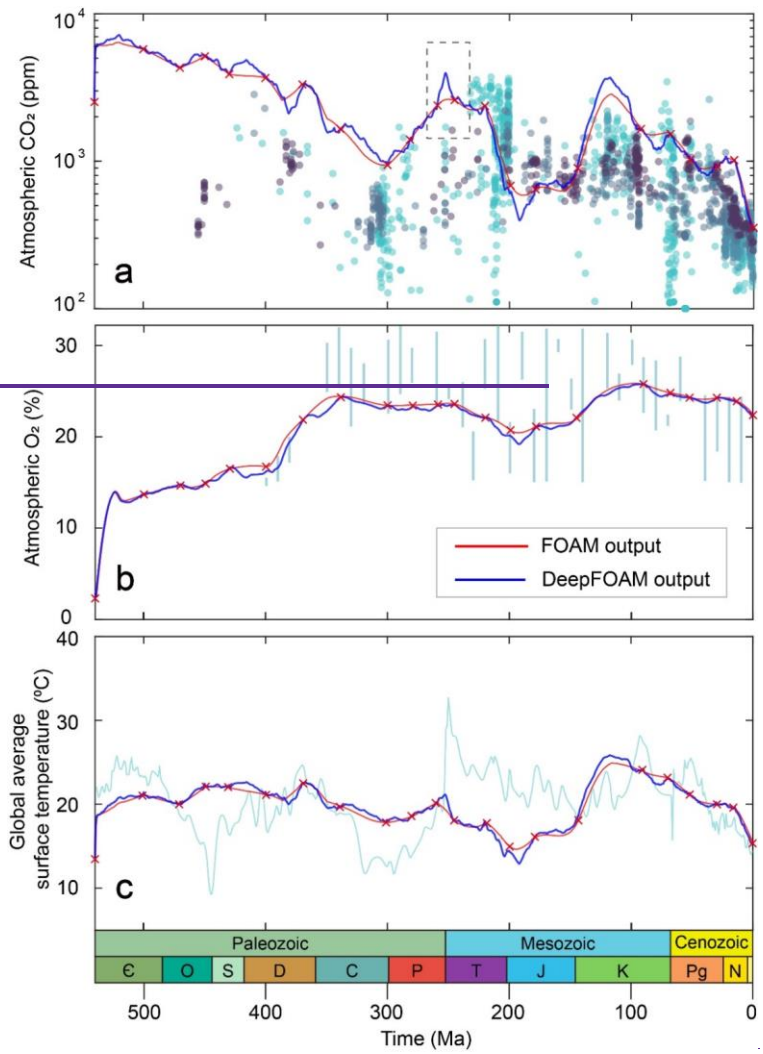 10⁴
10³
10²
Atmospheric CO₂ (ppm)
a
30
20
10
0
Atmospheric O₂ (%)
b
FOAM output
DeepFOAM output
40
30
20
10
Global average
surface temperature (ºC)
c
Paleozoic Mesozoic Cenozoic
Є O S D C P T J K Pg N
500 400 300 200 100 0
Time (Ma)